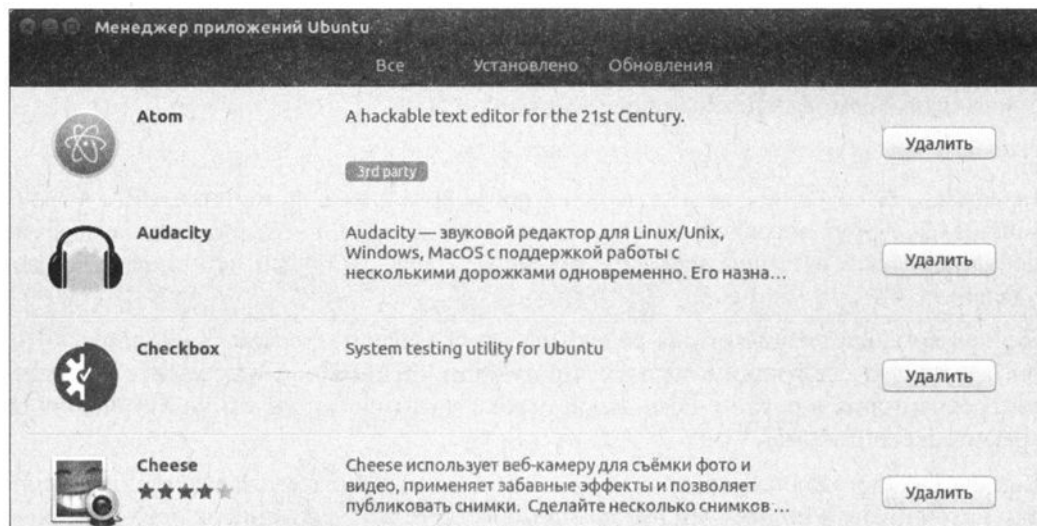 Менеджер приложений Ubuntu
Все Установлено Обновления
Atom A hackable text editor for the 21st Century. Удалить
3rd party
Audacity Audacity — звуковой редактор для Linux/Unix,
Windows, MacOS с поддержкой работы с Удалить
несколькими дорожками одновременно. Его назна...
Checkbox System testing utility for Ubuntu
Удалить
Cheese Cheese использует веб-камеру для съёмки фото и
видео, применяет забавные эффекты и позволяет Удалить
публиковать снимки. Сделайте несколько снимков ...